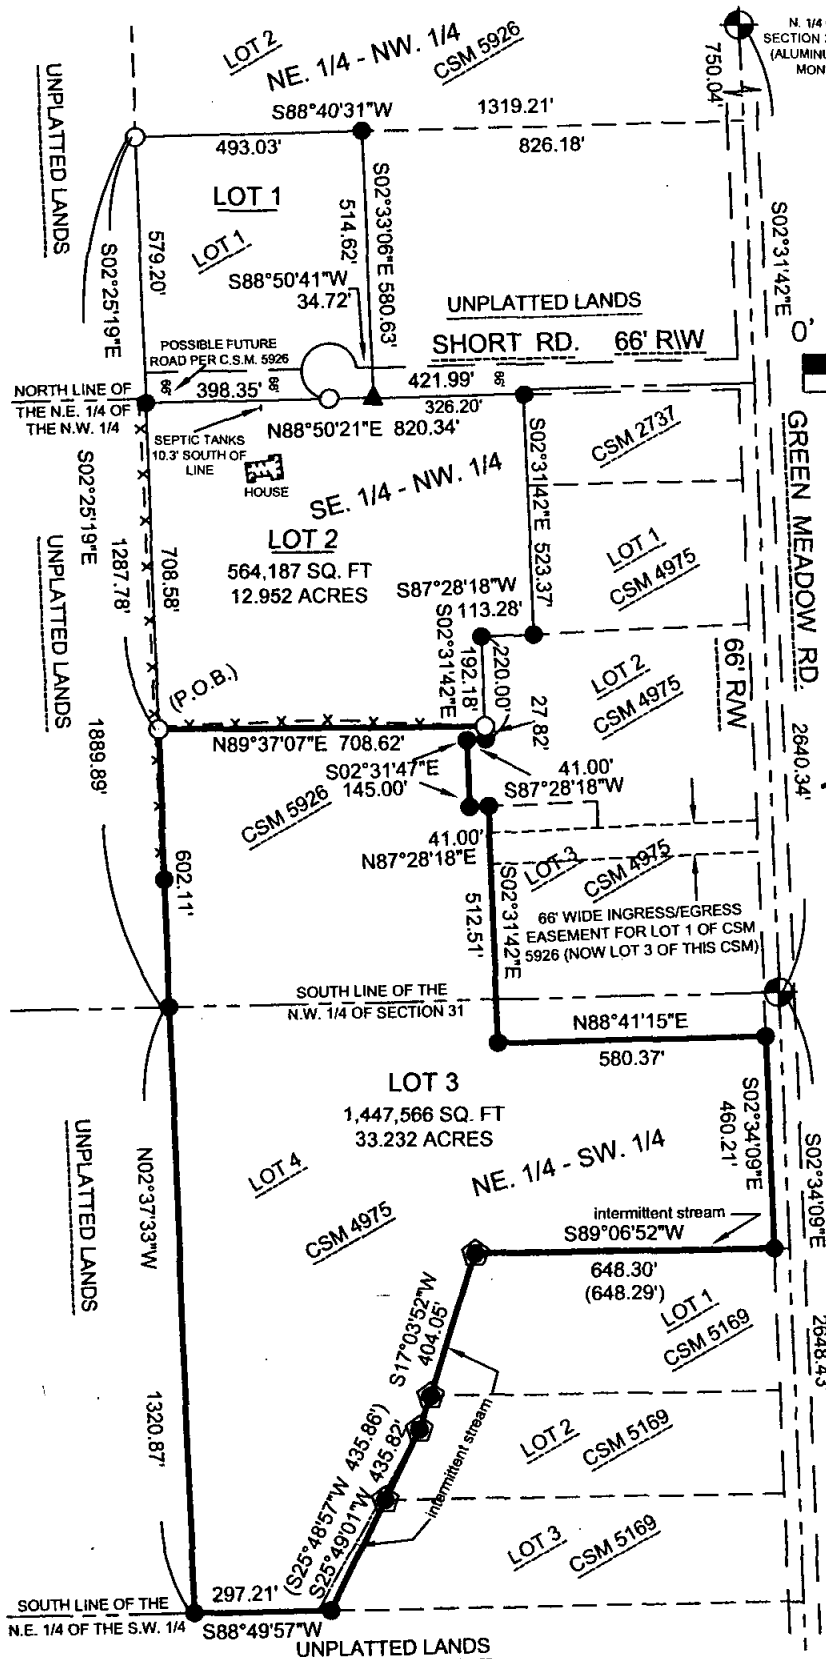 LOT 2
NE. 1/4 - NW. 1/4
CSM 5926
N. 1/4
SECTION
(ALUMINU
MON
750.04'
UNPLATTED LANDS
S88°40'31"W
1319.21'
493.03'
826.18'
LOT 1
LOT 1
S02°33'06"E 580.63'
514.62'
S02°31'42"E
579.20'
S02°25'19"E
S88°50'41"W
34.72'
UNPLATTED LANDS
SHORT RD. 66' R\W
0'
POSSIBLE FUTURE
ROAD PER C.S.M. 5926
NORTH LINE OF
THE N.E. 1/4 OF
THE N.W. 1/4
66'
398.35'
66'
421.99'
66'
326.20'
SEPTIC TANKS
10.3' SOUTH OF
LINE
N88°50'21"E 820.34'
HOUSE
SE. 1/4 - NW. 1/4
CSM 2737
GREEN MEADOW RD.
S02°25'19"E
1287.78'
UNPLATTED LANDS
708.58'
LOT 2
564,187 SQ. FT
12.952 ACRES
S02°31'42"E 523.37'
LOT 1
CSM 4975
S87°28'18"W
113.28'
S02°31'42"E
192.18'
220.00'
27.82'
LOT 2
CSM 4975
66' R/W
(P.O.B.)
N89°37'07"E 708.62'
1889.89'
2640.34'
S02°31'47"E
145.00'
41.00'
S87°28'18"W
CSM 5926
41.00'
N87°28'18"E
LOT 3
CSM 4975
602.11'
S02°31'42"E
512.51'
66' WIDE INGRESS/EGRESS
EASEMENT FOR LOT 1 OF CSM
5926 (NOW LOT 3 OF THIS CSM)
SOUTH LINE OF THE
N.W. 1/4 OF SECTION 31
N88°41'15"E
580.37'
LOT 3
1,447,566 SQ. FT
33.232 ACRES
S02°34'09"E
460.21'
UNPLATTED LANDS
N02°37'33"W
LOT 4
CSM 4975
NE. 1/4 - SW. 1/4
S02°34'09"E
intermittent stream
S89°06'52"W
648.30'
(648.29')
2648.43
LOT 1
CSM 5169
S17°03'52"W
404.05'
1320.87'
intermittent stream
LOT 2
CSM 5169
(S25°48'57"W 435.86')
S25°49'01"W 435.82'
LOT 3
CSM 5169
SOUTH LINE OF THE
N.E. 1/4 OF THE S.W. 1/4
297.21'
S88°49'57"W
UNPLATTED LANDS